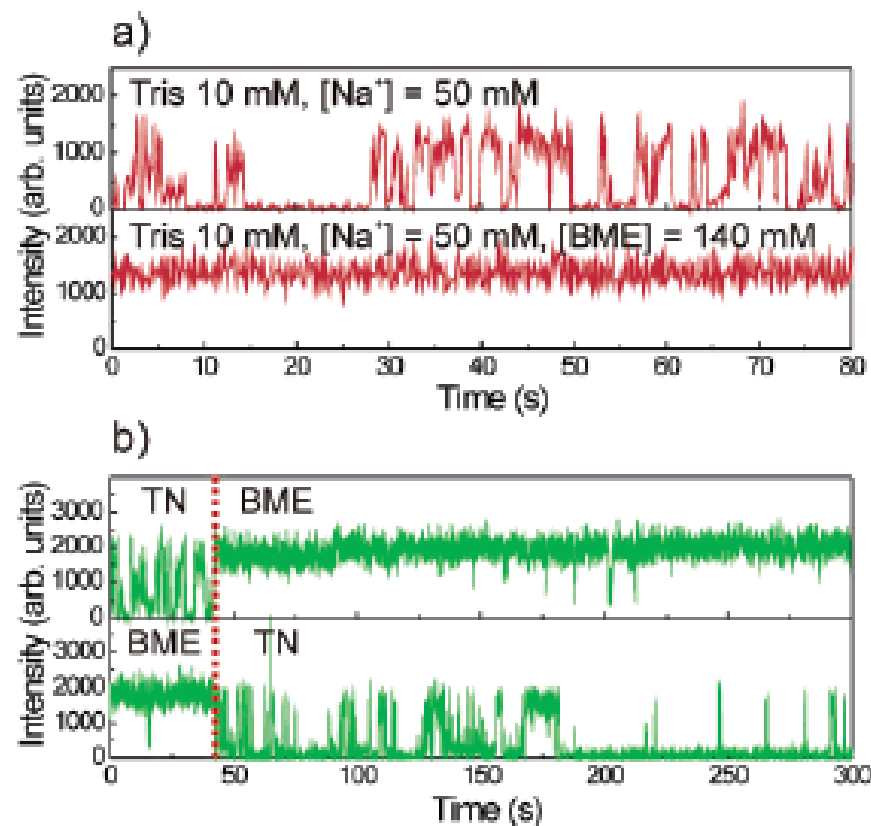 a)
Tris 10 mM, [Na⁺] = 50 mM
2000
1000
0
Tris 10 mM, [Na⁺] = 50 mM, [BME] = 140 mM
2000
1000
0
Intensity (arb. units)
0 10 20 30 40 50 60 70 80
Time (s)
b)
TN BME
3000
2000
1000
0
BME TN
3000
2000
1000
0
Intensity (arb. units)
Intensity (arb. units)
0 50 100 150 200 250 300
Time (s)